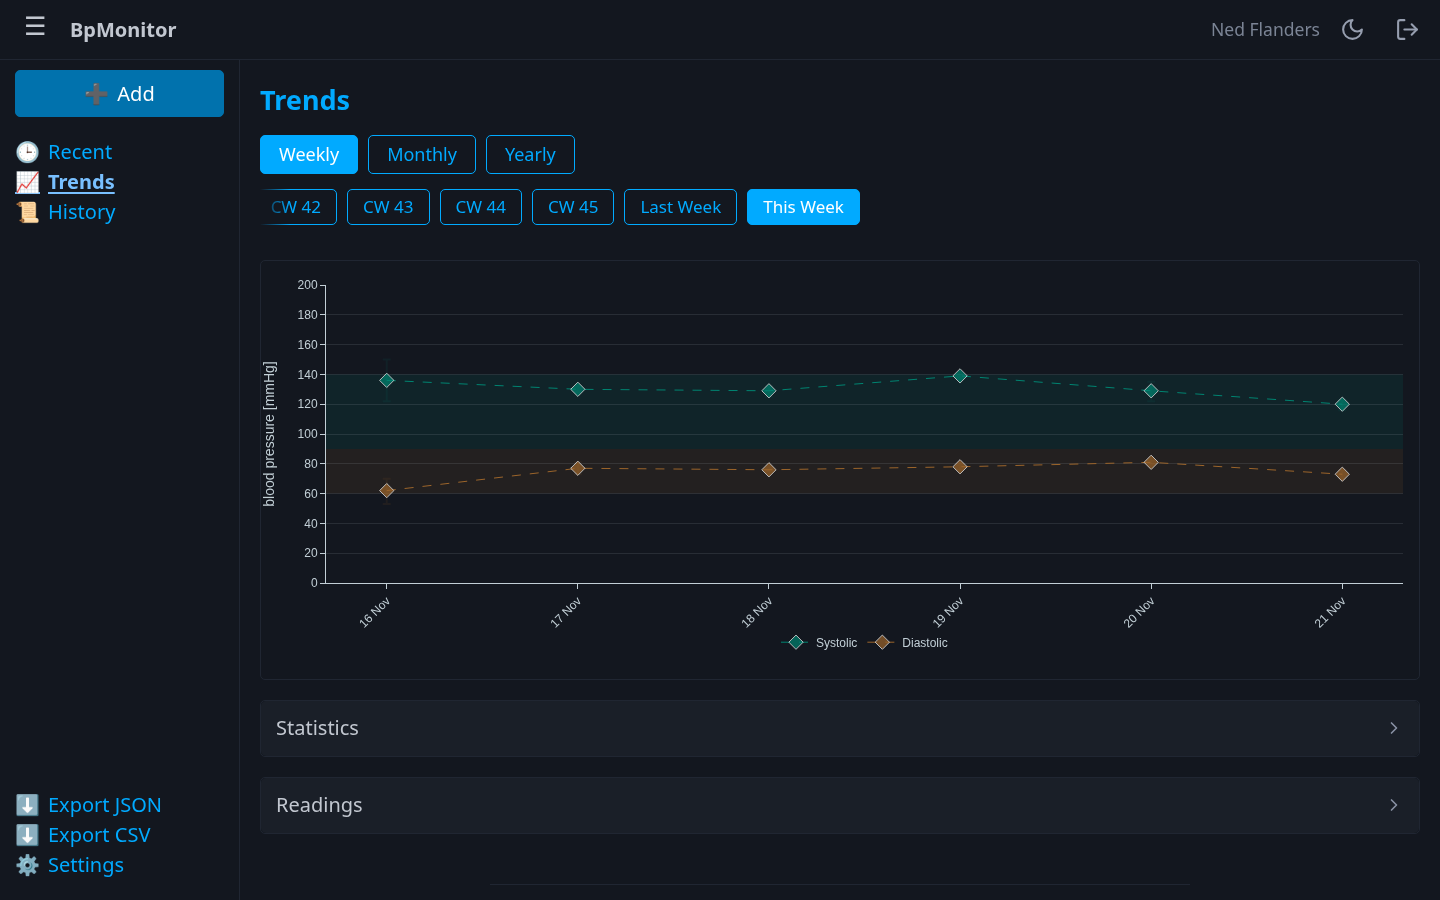 ☰ BpMonitor Ned Flanders
➕ Add
Recent
Trends
History
Export JSON
Export CSV
Settings
Trends
Weekly Monthly Yearly
CW 42 CW 43 CW 44 CW 45 Last Week This Week
blood pressure [mmHg]
200
180
160
140
120
100
80
60
40
20
0
16 Nov 17 Nov 18 Nov 19 Nov 20 Nov 21 Nov
Systolic Diastolic
Statistics
Readings